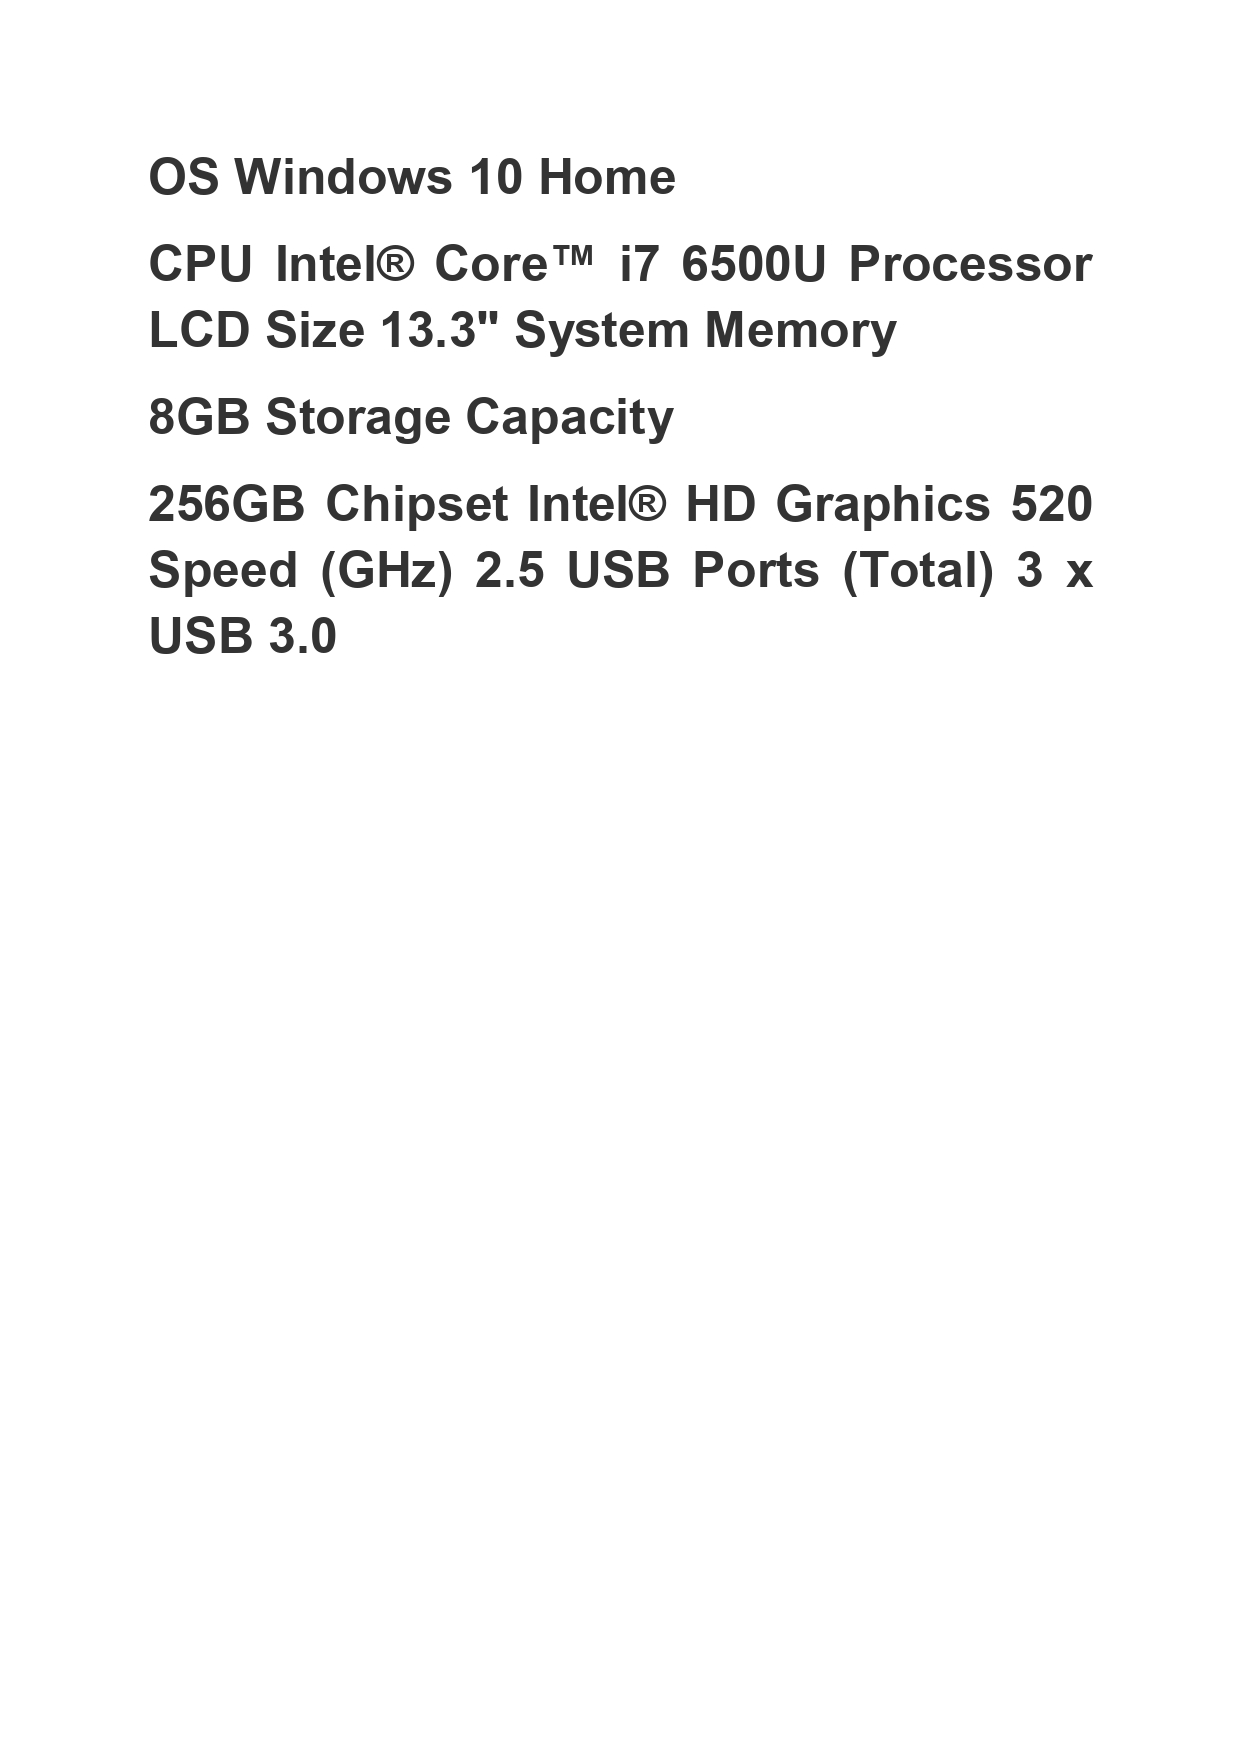 OS Windows 10 Home
CPU Intel® Core™ i7 6500U Processor
LCD Size 13.3" System Memory
8GB Storage Capacity
256GB Chipset Intel® HD Graphics 520
Speed (GHz) 2.5 USB Ports (Total) 3 x
USB 3.0